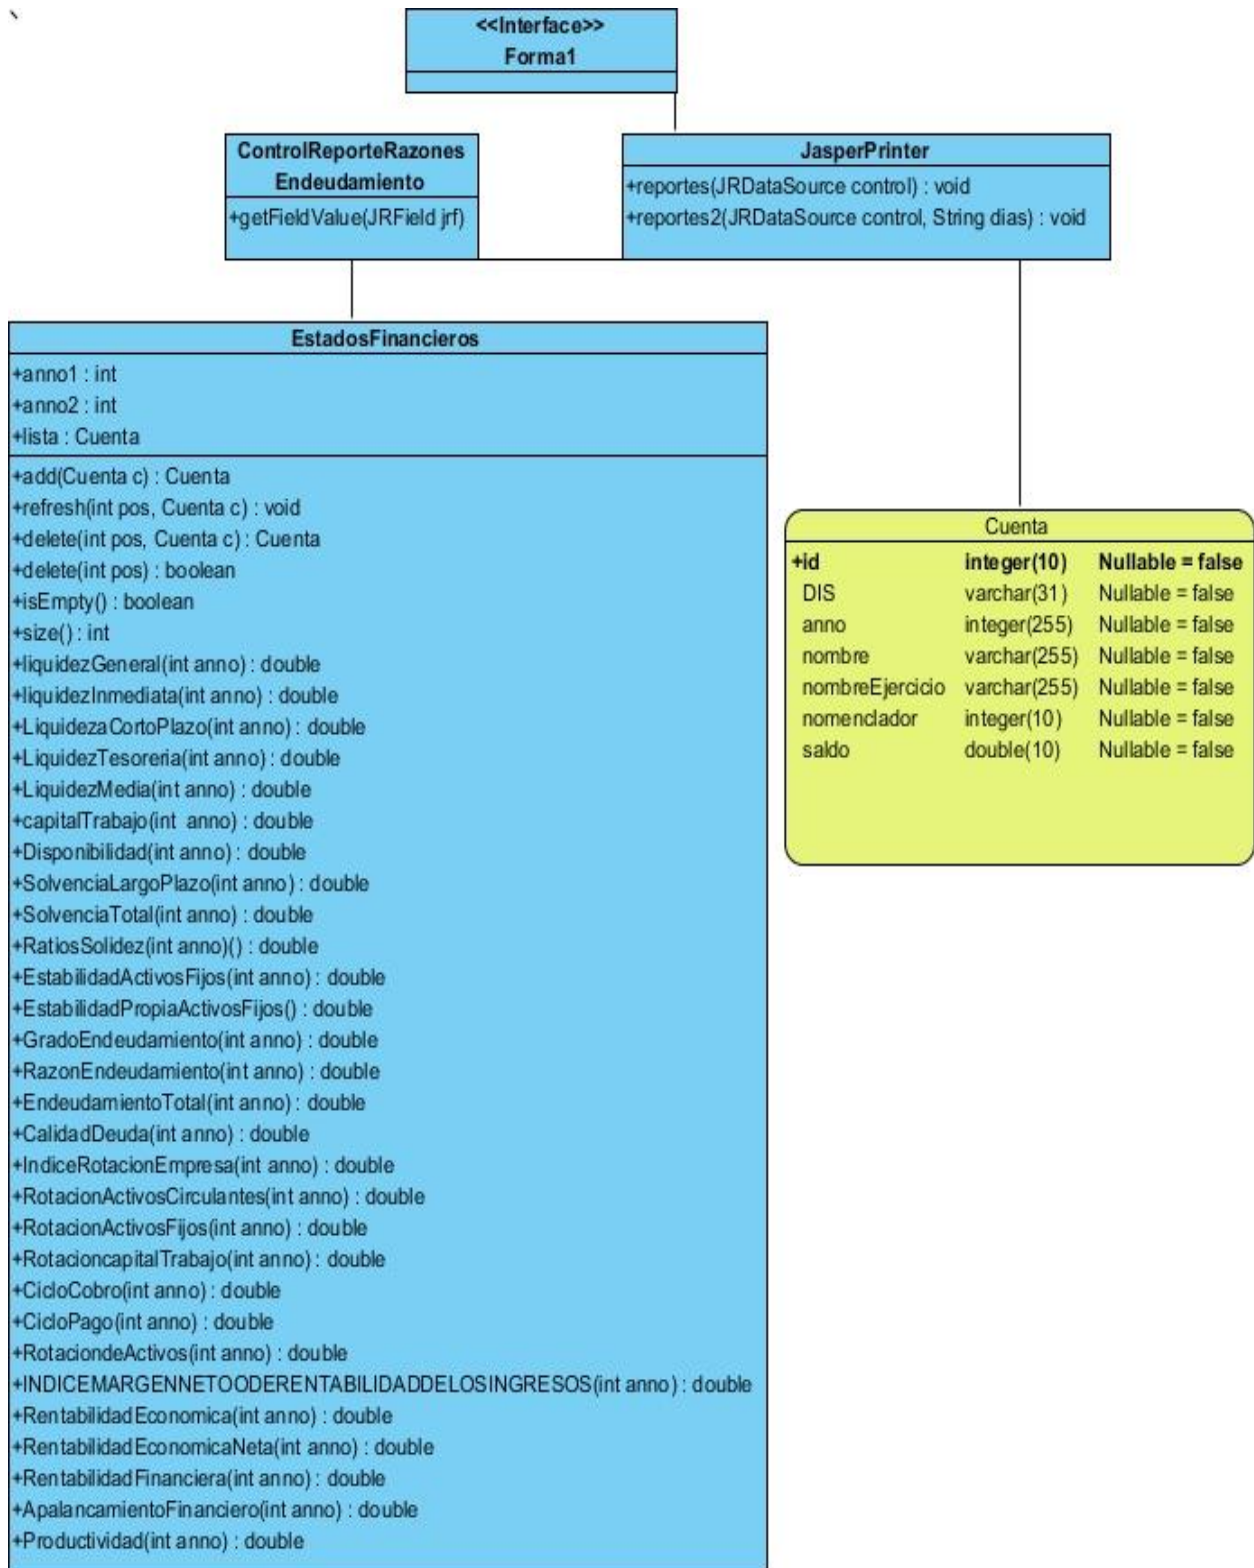 <<Interface>>
Forma1
ControlReporteRazones
Endeudamiento
+getFieldValue(JRField jrf)
JasperPrinter
+reportes(JRDataSource control) : void
+reportes2(JRDataSource control, String dias) : void
EstadosFinancieros
+anno1 : int
+anno2 : int
+lista : Cuenta
+add(Cuenta c) : Cuenta
+refresh(int pos, Cuenta c) : void
+delete(int pos, Cuenta c) : Cuenta
+delete(int pos) : boolean
+isEmpty() : boolean
+size() : int
+liquidezGeneral(int anno) : double
+liquidezInmediata(int anno) : double
+LiquidezaCortoPlazo(int anno) : double
+LiquidezTesoreria(int anno) : double
+LiquidezMedia(int anno) : double
+capitalTrabajo(int anno) : double
+Disponibilidad(int anno) : double
+SolvenciaLargoPlazo(int anno) : double
+SolvenciaTotal(int anno) : double
+RatiosSolidez(int anno)() : double
+EstabilidadActivosFijos(int anno) : double
+EstabilidadPropiaActivosFijos() : double
+GradoEndeudamiento(int anno) : double
+RazonEndeudamiento(int anno) : double
+EndeudamientoTotal(int anno) : double
+CalidadDeuda(int anno) : double
+IndiceRotacionEmpresa(int anno) : double
+RotacionActivosCirculantes(int anno) : double
+RotacionActivosFijos(int anno) : double
+RotacioncapitalTrabajo(int anno) : double
+CicloCobro(int anno) : double
+CicloPago(int anno) : double
+RotaciondeActivos(int anno) : double
+INDICEMARGENNETOODERENTABILIDADDELOSINGRESOS(int anno) : double
+RentabilidadEconomica(int anno) : double
+RentabilidadEconomicaNeta(int anno) : double
+RentabilidadFinanciera(int anno) : double
+ApalancamientoFinanciero(int anno) : double
+Productividad(int anno) : double
Cuenta
+id integer(10) Nullable = false
DIS varchar(31) Nullable = false
anno integer(255) Nullable = false
nombre varchar(255) Nullable = false
nombreEjercicio varchar(255) Nullable = false
nomenclador integer(10) Nullable = false
saldo double(10) Nullable = false